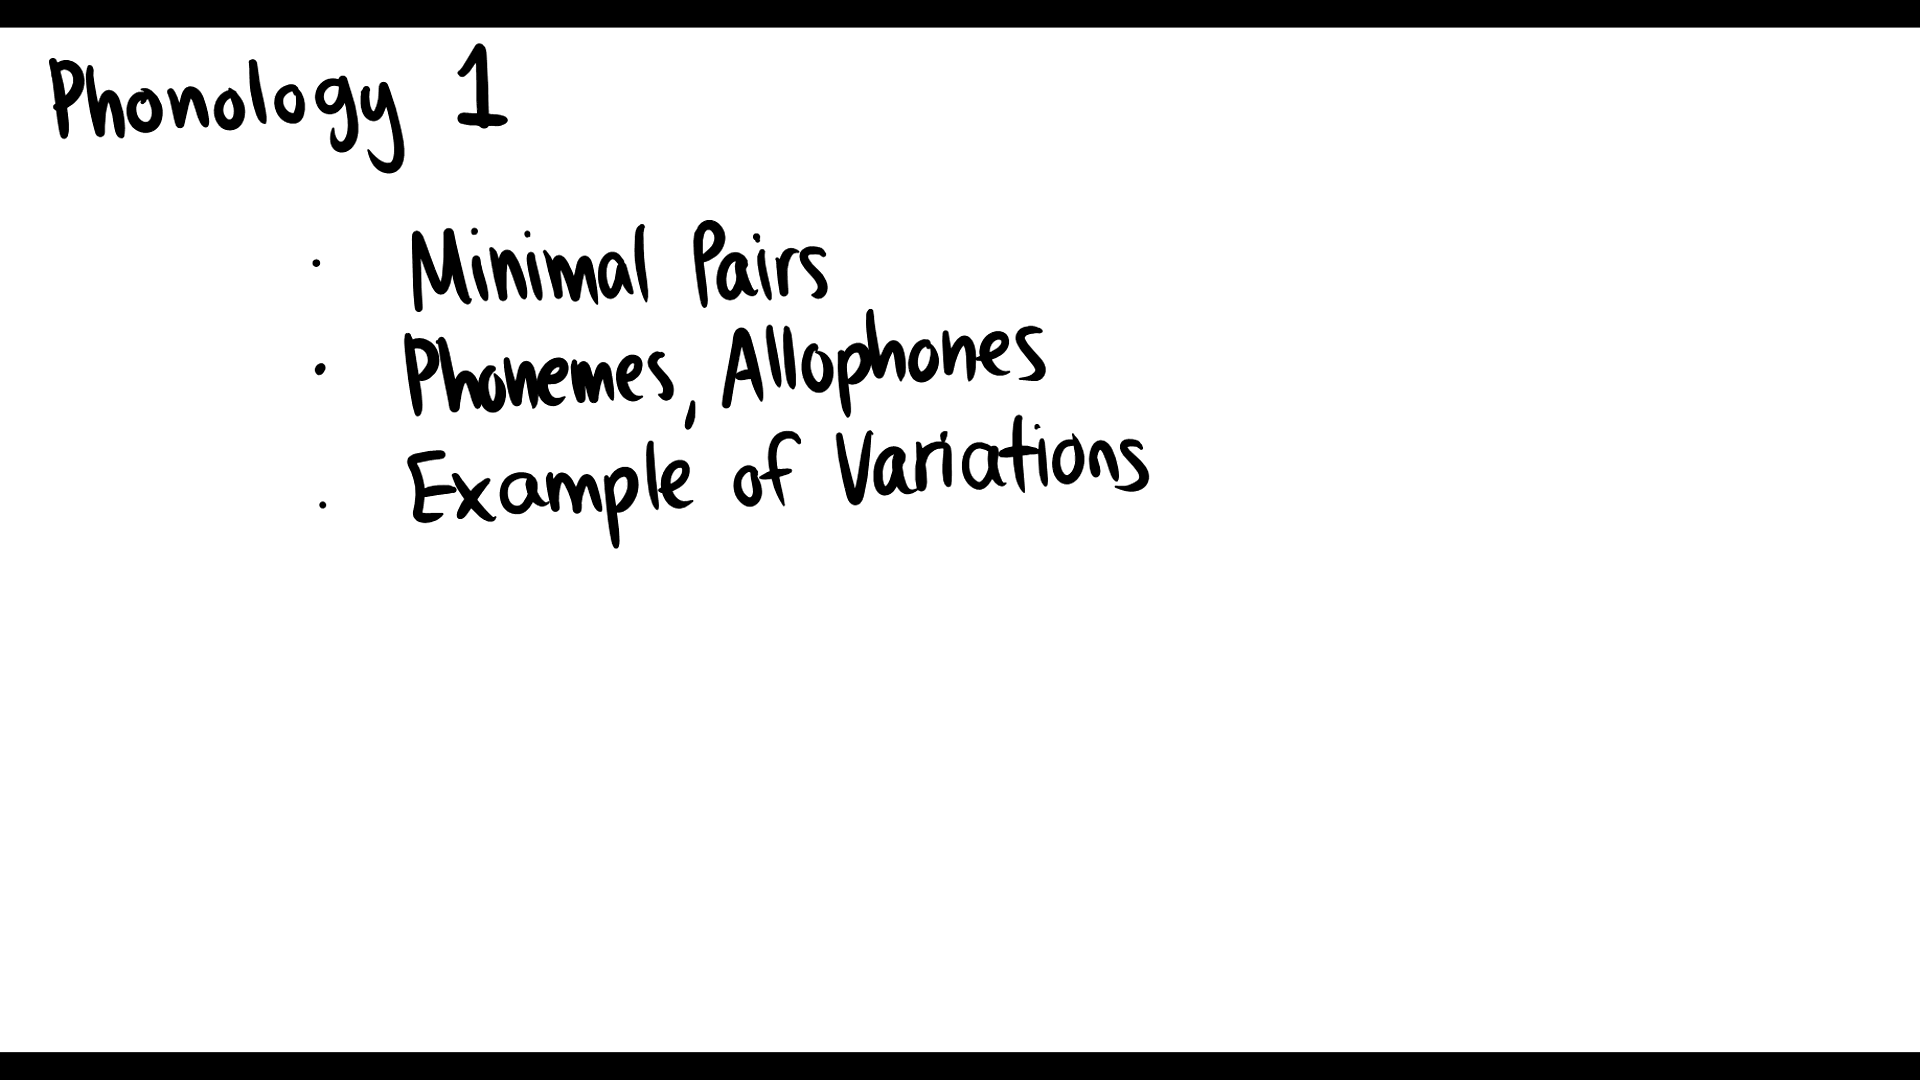 Phonology 1
· Minimal Pairs
· Phonemes, Allophones
· Example of Variations